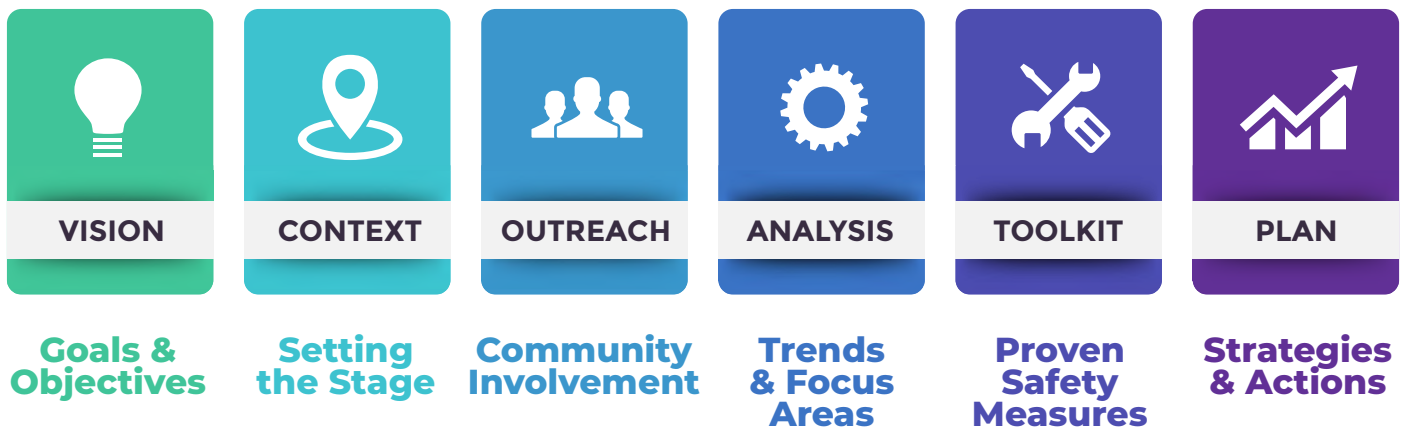 VISION
CONTEXT
OUTREACH
ANALYSIS
TOOLKIT
PLAN
Goals &
Objectives
Setting
the Stage
Community
Involvement
Trends
& Focus
Areas
Proven
Safety
Measures
Strategies
& Actions